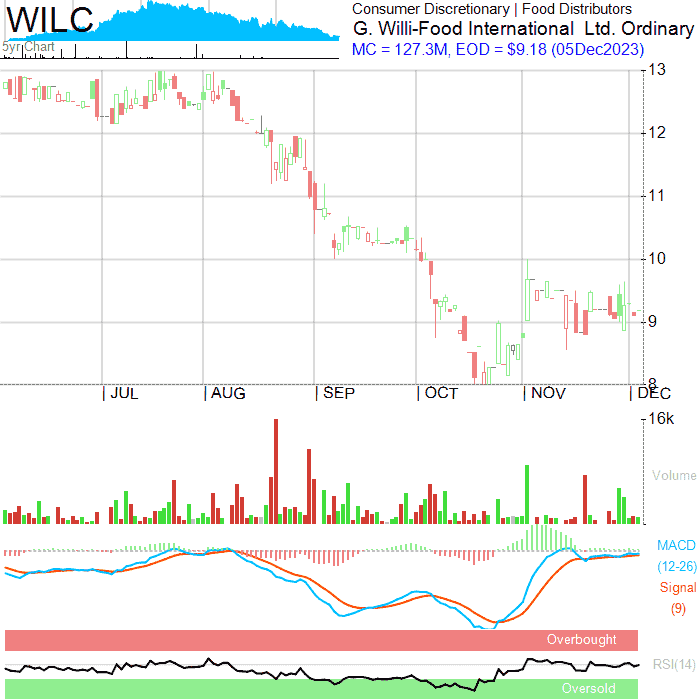 WILC
5yr Chart
Consumer Discretionary | Food Distributors
G. Willi-Food International Ltd. Ordinary
MC = 127.3M, EOD = $9.18 (05Dec2023)
13
12
11
10
9
8
| JUL | AUG | SEP | OCT | NOV | DEC
16k
Volume
MACD
(12-26)
Signal
(9)
Overbought
RSI(14)
Oversold